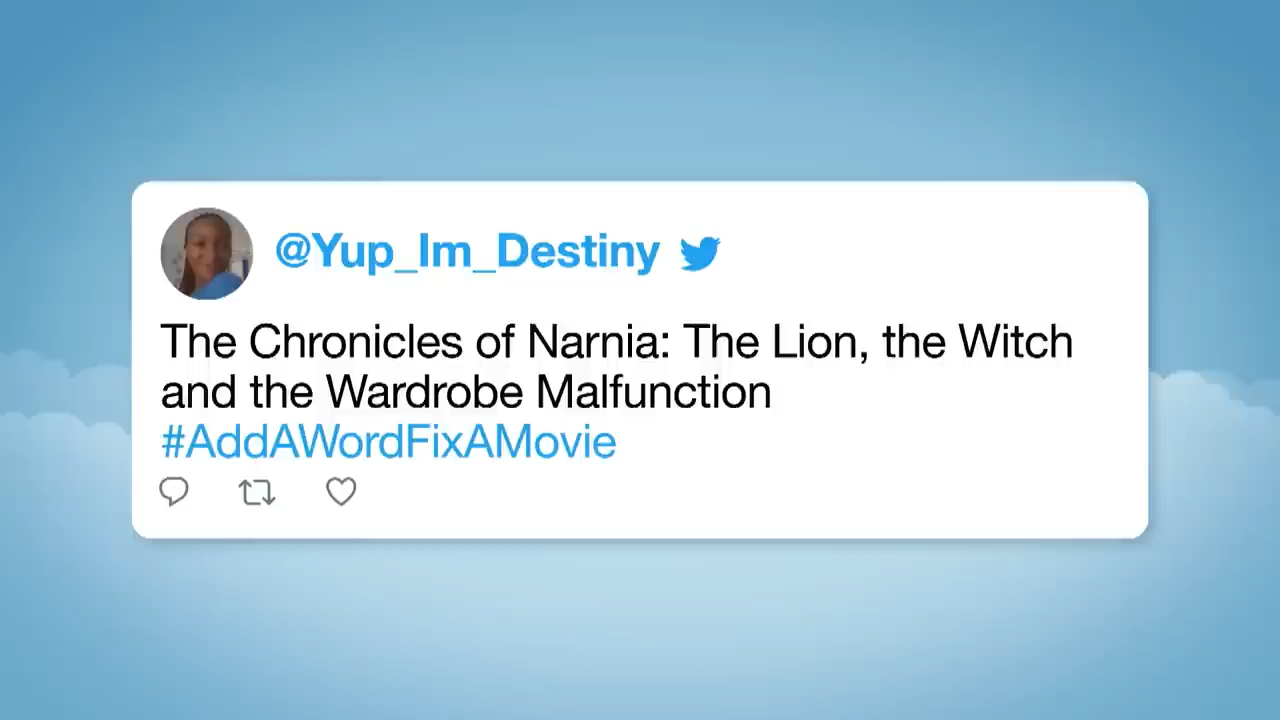 @Yup_Im_Destiny
The Chronicles of Narnia: The Lion, the Witch
and the Wardrobe Malfunction
#AddAWordFixAMovie